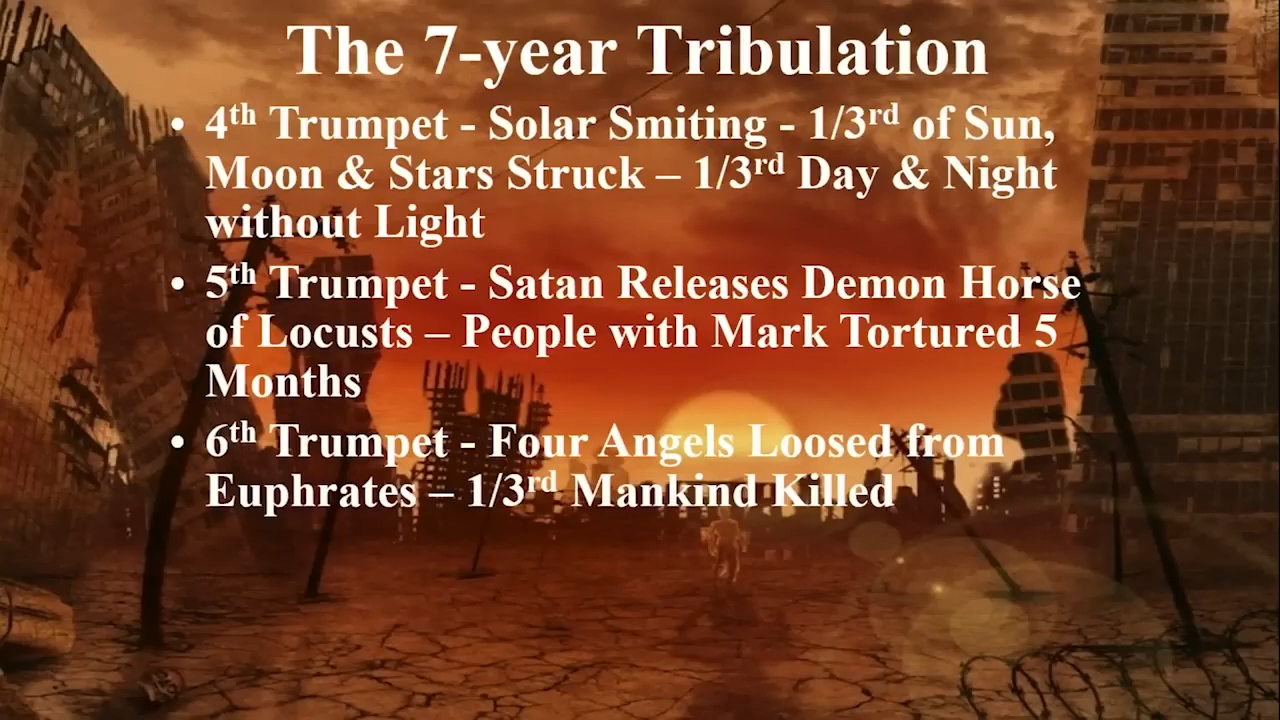 The 7-year Tribulation
• 4th Trumpet - Solar Smiting - 1/3rd of Sun,
Moon & Stars Struck – 1/3rd Day & Night
without Light
• 5th Trumpet - Satan Releases Demon Horse
of Locusts – People with Mark Tortured 5
Months
• 6th Trumpet - Four Angels Loosed from
Euphrates – 1/3rd Mankind Killed